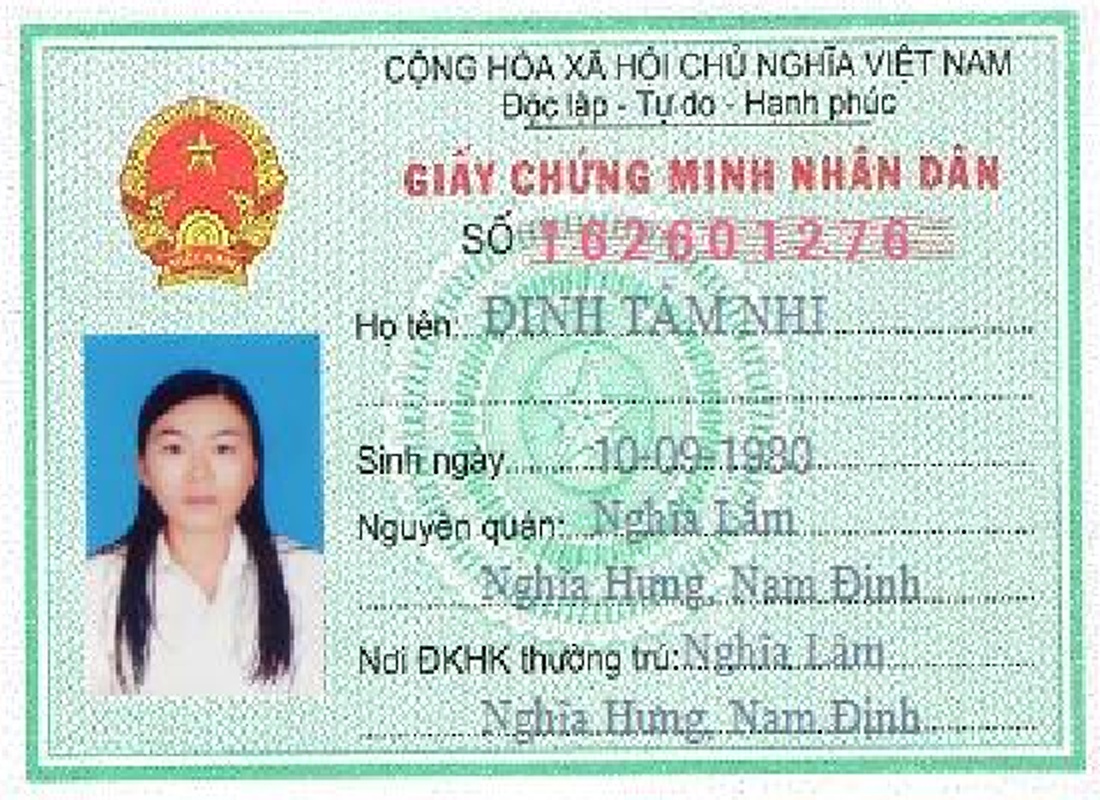 CỘNG HÒA XÃ HỘI CHỦ NGHĨA VIỆT NAM
Độc lập - Tự do - Hạnh phúc
GIẤY CHỨNG MINH NHÂN DÂN
SỐ 162601276
Họ tên: ĐINH TÂM NHI
Sinh ngày 10-09-1980
Nguyên quán: Nghĩa Lâm
Nghĩa Hưng, Nam Định
Nơi ĐKHK thường trú: Nghĩa Lâm
Nghĩa Hưng, Nam Định